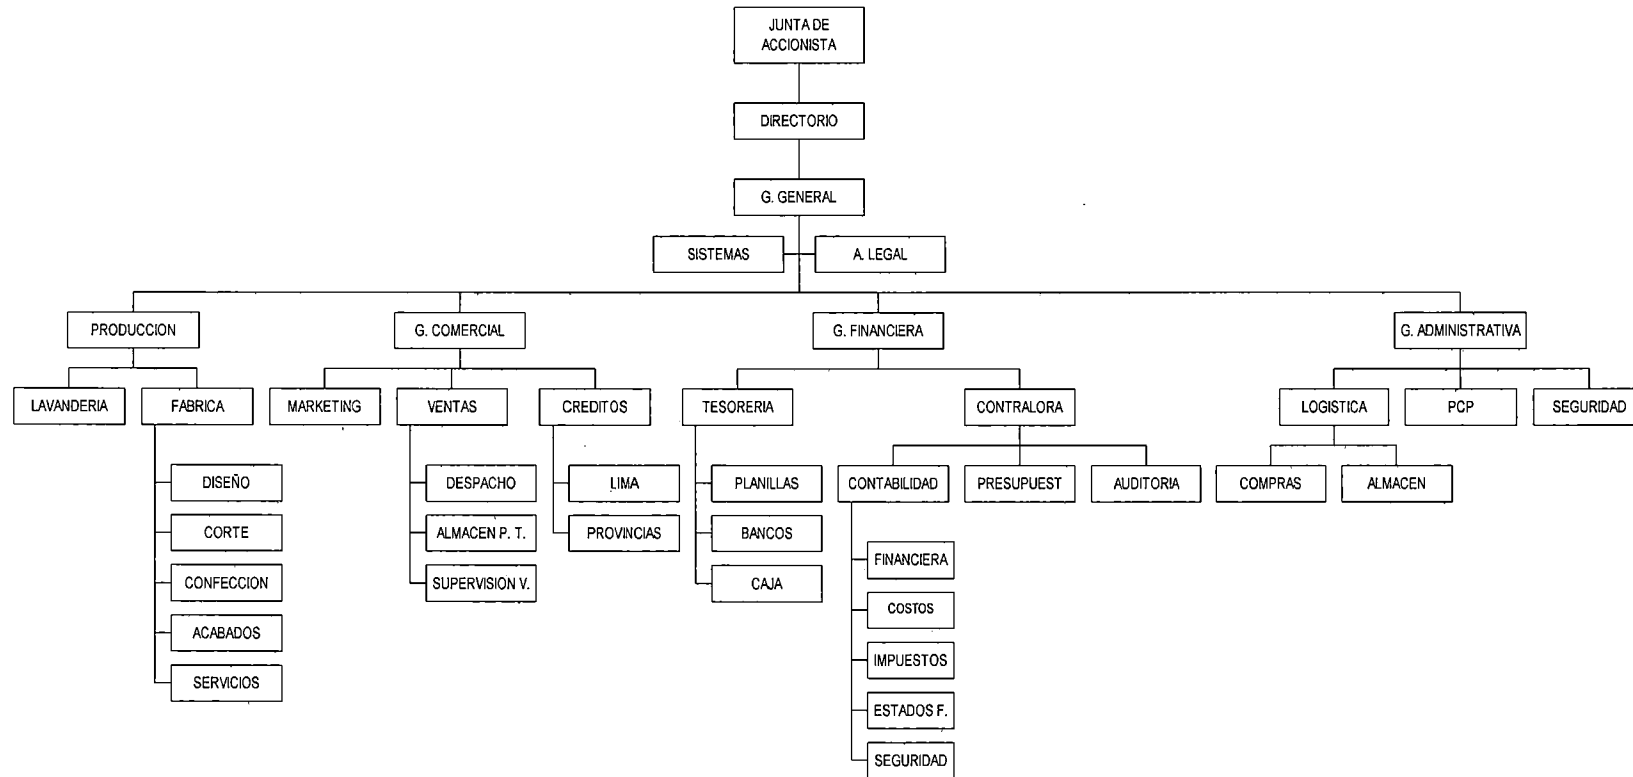 JUNTA DE
ACCIONISTA
DIRECTORIO
G. GENERAL
SISTEMAS
A. LEGAL
PRODUCCION
G. COMERCIAL
G. FINANCIERA
G. ADMINISTRATIVA
LAVANDERIA
FABRICA
MARKETING
VENTAS
CREDITOS
TESORERIA
CONTRALORA
LOGISTICA
PCP
SEGURIDAD
DISEÑO
DESPACHO
LIMA
PLANILLAS
CONTABILIDAD
PRESUPUEST
AUDITORIA
COMPRAS
ALMACEN
CORTE
ALMACEN P. T.
PROVINCIAS
BANCOS
FINANCIERA
CONFECCION
SUPERVISION V.
CAJA
COSTOS
ACABADOS
IMPUESTOS
SERVICIOS
ESTADOS F.
SEGURIDAD